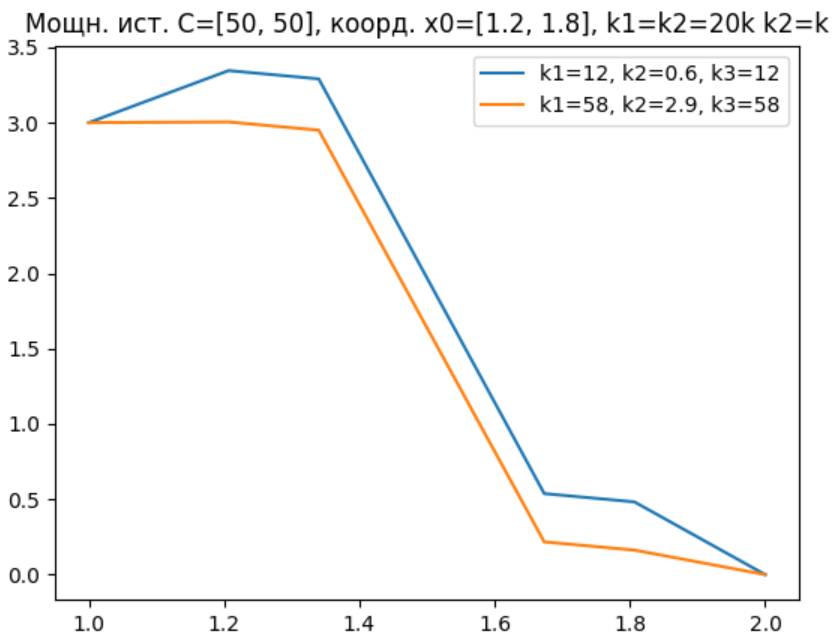 Мощн. ист. C=[50, 50], коорд. x0=[1.2, 1.8], k1=k2=20k k2=k
3.5
3.0
2.5
2.0
1.5
1.0
0.5
0.0
k1=12, k2=0.6, k3=12
k1=58, k2=2.9, k3=58
1.0 1.2 1.4 1.6 1.8 2.0